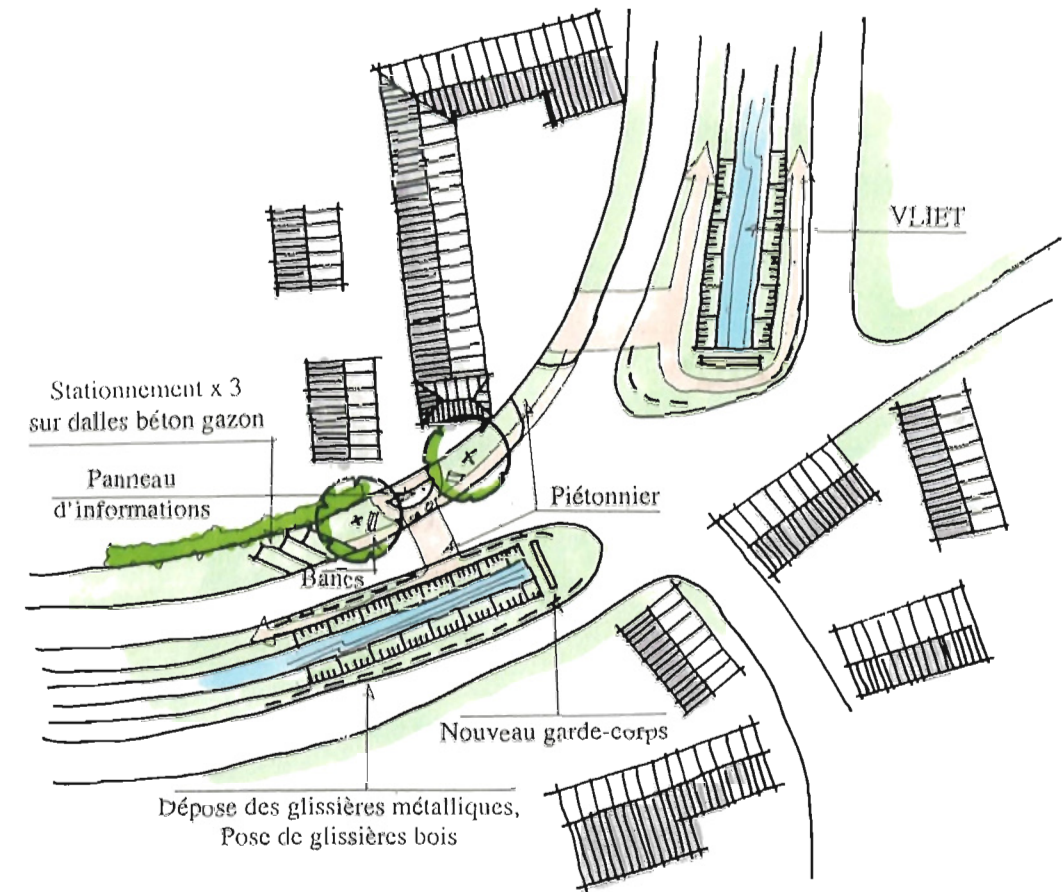 VLIET
Stationnement x 3
sur dalles béton gazon
Panneau
d'informations
Piétonnier
Bancs
Nouveau garde-corps
Dépose des glissières métalliques,
Pose de glissières bois